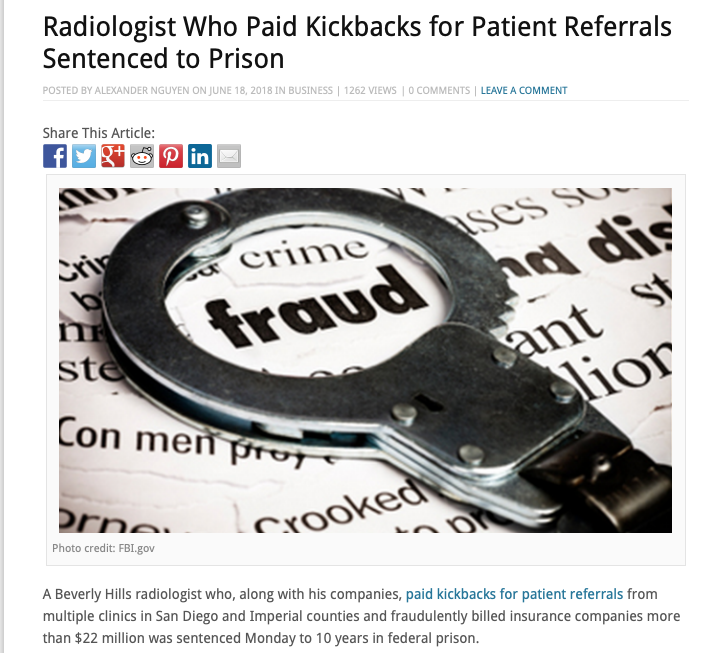 Radiologist Who Paid Kickbacks for Patient Referrals
Sentenced to Prison
POSTED BY ALEXANDER NGUYEN ON JUNE 18, 2018 IN BUSINESS | 1262 VIEWS | 0 COMMENTS | LEAVE A COMMENT
Share This Article:
crime
fraud
ant
Con men
Crooked
Photo credit: FBI.gov
A Beverly Hills radiologist who, along with his companies, paid kickbacks for patient referrals from
multiple clinics in San Diego and Imperial counties and fraudulently billed insurance companies more
than $22 million was sentenced Monday to 10 years in federal prison.